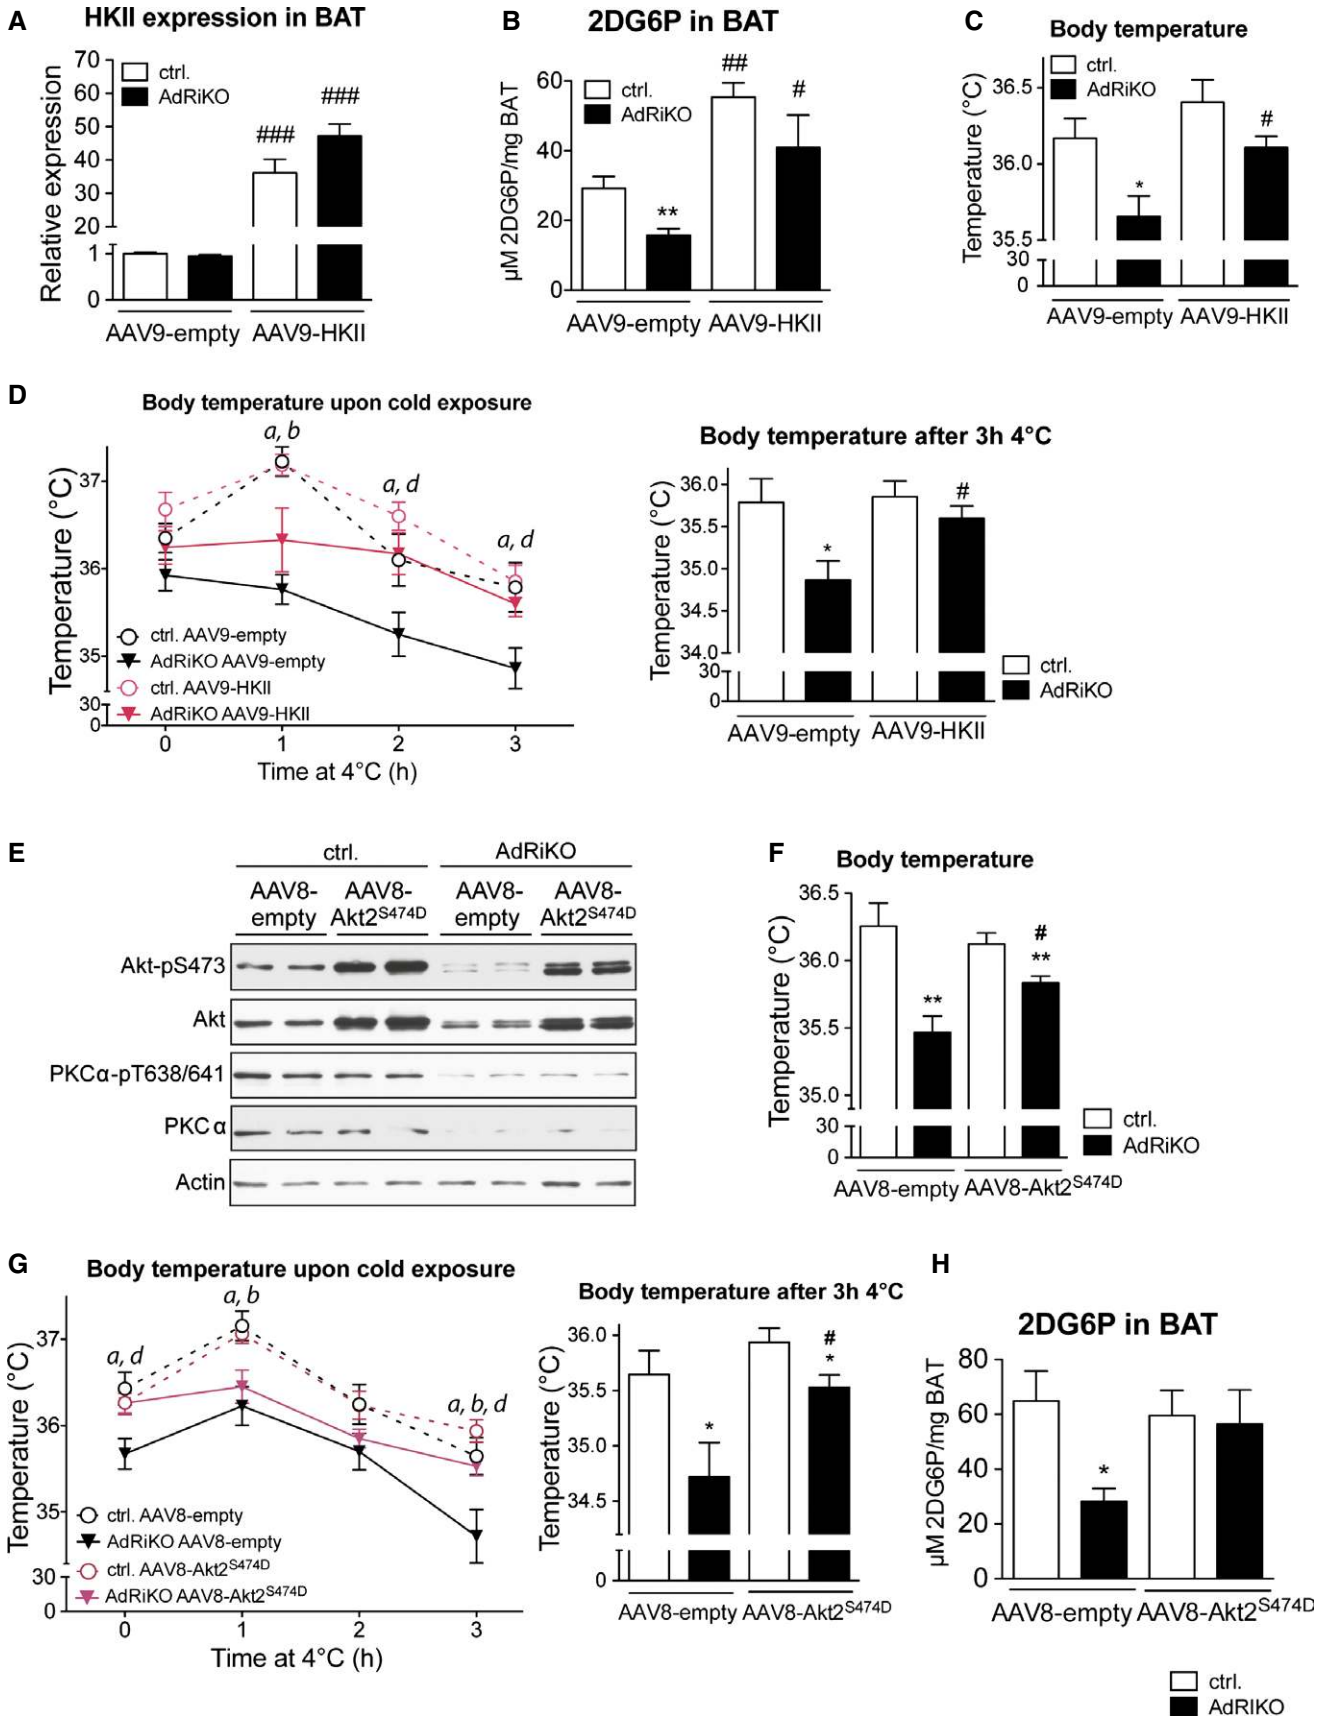 A
HKII expression in BAT
Relative expression
70
60
50
40
30
20
1
0
ctrl.
AdRiKO
###
###
AAV9-empty
AAV9-HKII
B
2DG6P in BAT
µM 2DG6P/mg BAT
60
40
20
0
ctrl.
AdRiKO
**
##
#
AAV9-empty
AAV9-HKII
C
Body temperature
Temperature (°C)
36.5
36.0
35.5
30
0
ctrl.
AdRiKO
*
#
AAV9-empty
AAV9-HKII
D
Body temperature upon cold exposure
Temperature (°C)
37
36
35
30
0
a, b
a, d
a, d
ctrl. AAV9-empty
AdRiKO AAV9-empty
ctrl. AAV9-HKII
AdRiKO AAV9-HKII
0 1 2 3
Time at 4°C (h)
Body temperature after 3h 4°C
Temperature (°C)
36.0
35.5
35.0
34.5
34.0
30
0
*
#
ctrl.
AdRiKO
AAV9-empty
AAV9-HKII
E
ctrl.
AdRiKO
AAV8-
empty
AAV8-
Akt2S474D
AAV8-
empty
AAV8-
Akt2S474D
Akt-pS473
Akt
PKCα-pT638/641
PKCα
Actin
F
Body temperature
Temperature (°C)
36.5
36.0
35.5
35.0
30
0
**
#
**
ctrl.
AdRiKO
AAV8-empty
AAV8-Akt2S474D
G
Body temperature upon cold exposure
Temperature (°C)
37
36
35
30
0
a, d
a, b
a, b, d
ctrl. AAV8-empty
AdRiKO AAV8-empty
ctrl. AAV8-Akt2S474D
AdRiKO AAV8-Akt2S474D
0 1 2 3
Time at 4°C (h)
Body temperature after 3h 4°C
Temperature (°C)
36.0
35.5
35.0
34.5
0
*
#
*
AAV8-empty
AAV8-Akt2S474D
H
2DG6P in BAT
µM 2DG6P/mg BAT
80
60
40
20
0
*
AAV8-empty
AAV8-Akt2S474D
ctrl.
AdRIKO